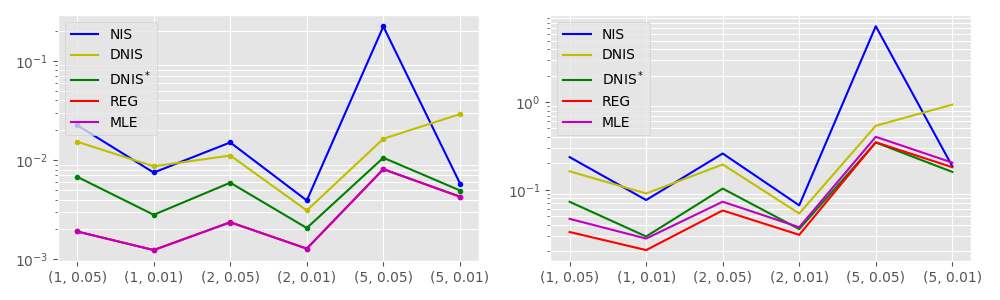 NIS
DNIS
DNIS*
REG
MLE
10⁻¹
10⁻²
10⁻³
(1, 0.05) (1, 0.01) (2, 0.05) (2, 0.01) (5, 0.05) (5, 0.01)
NIS
DNIS
DNIS*
REG
MLE
10⁰
10⁻¹
(1, 0.05) (1, 0.01) (2, 0.05) (2, 0.01) (5, 0.05) (5, 0.01)